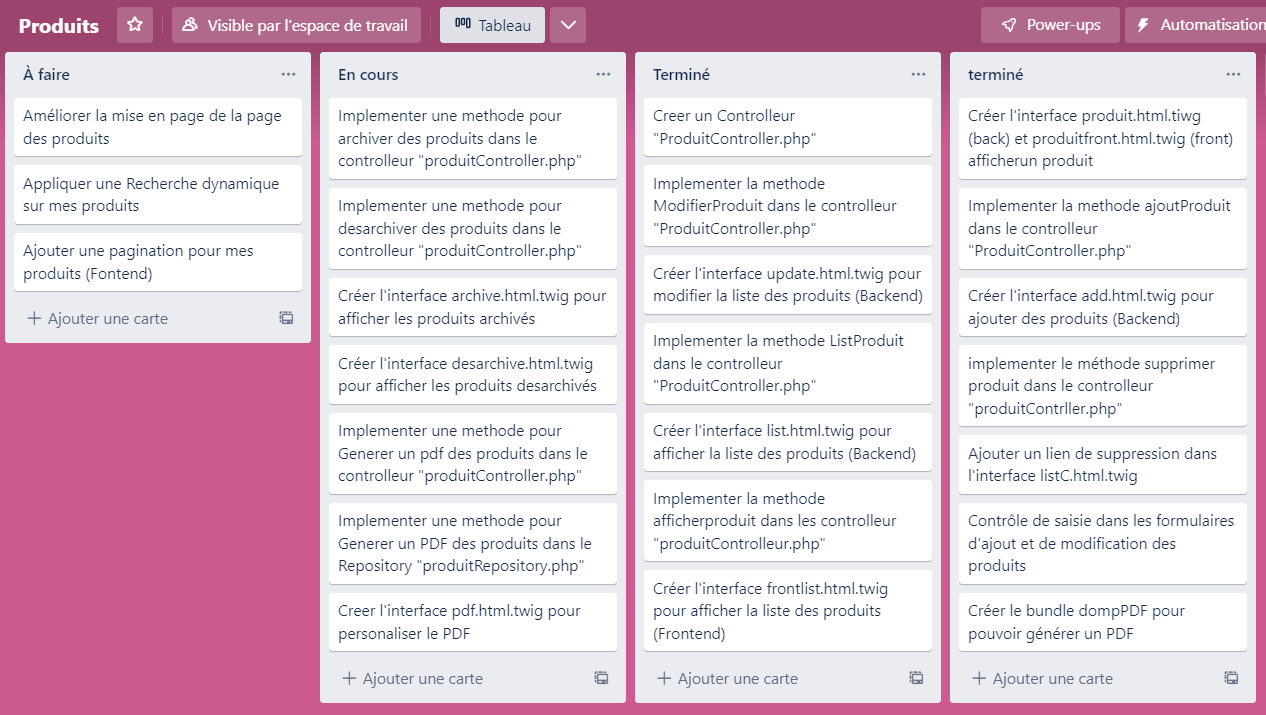 Produits
Visible par l'espace de travail
Tableau
Power-ups
Automatisation
À faire
Améliorer la mise en page de la page
des produits
Appliquer une Recherche dynamique
sur mes produits
Ajouter une pagination pour mes
produits (Fontend)
Ajouter une carte
En cours
Implementer une methode pour
archiver des produits dans le
controlleur "produitController.php"
Implementer une methode pour
desarchiver des produits dans le
controlleur "produitController.php"
Créer l'interface archive.html.twig pour
afficher les produits archivés
Créer l'interface desarchive.html.twig
pour afficher les produits desarchivés
Implementer une methode pour
Generer un pdf des produits dans le
controlleur "produitController.php"
Implementer une methode pour
Generer un PDF des produits dans le
Repository "produitRepository.php"
Creer l'interface pdf.html.twig pour
personaliser le PDF
Ajouter une carte
Terminé
Creer un Controlleur
"ProduitController.php"
Implementer la methode
ModifierProduit dans le controlleur
"ProduitController.php"
Créer l'interface update.html.twig pour
modifier la liste des produits (Backend)
Implementer la methode ListProduit
dans le controlleur
"ProduitController.php"
Créer l'interface list.html.twig pour
afficher la liste des produits (Backend)
Implementer la methode
afficherproduit dans les controlleur
"produitControlleur.php"
Créer l'interface frontlist.html.twig
pour afficher la liste des produits
(Frontend)
Ajouter une carte
terminé
Créer l'interface produit.html.tiwg
(back) et produitfront.html.twig (front)
afficherun produit
Implementer la methode ajoutProduit
dans le controlleur
"ProduitController.php"
Créer l'interface add.html.twig pour
ajouter des produits (Backend)
implementer le méthode supprimer
produit dans le controlleur
"produitContrller.php"
Ajouter un lien de suppression dans
l'interface listC.html.twig
Contrôle de saisie dans les formulaires
d'ajout et de modification des
produits
Créer le bundle dompPDF pour
pouvoir générer un PDF
Ajouter une carte